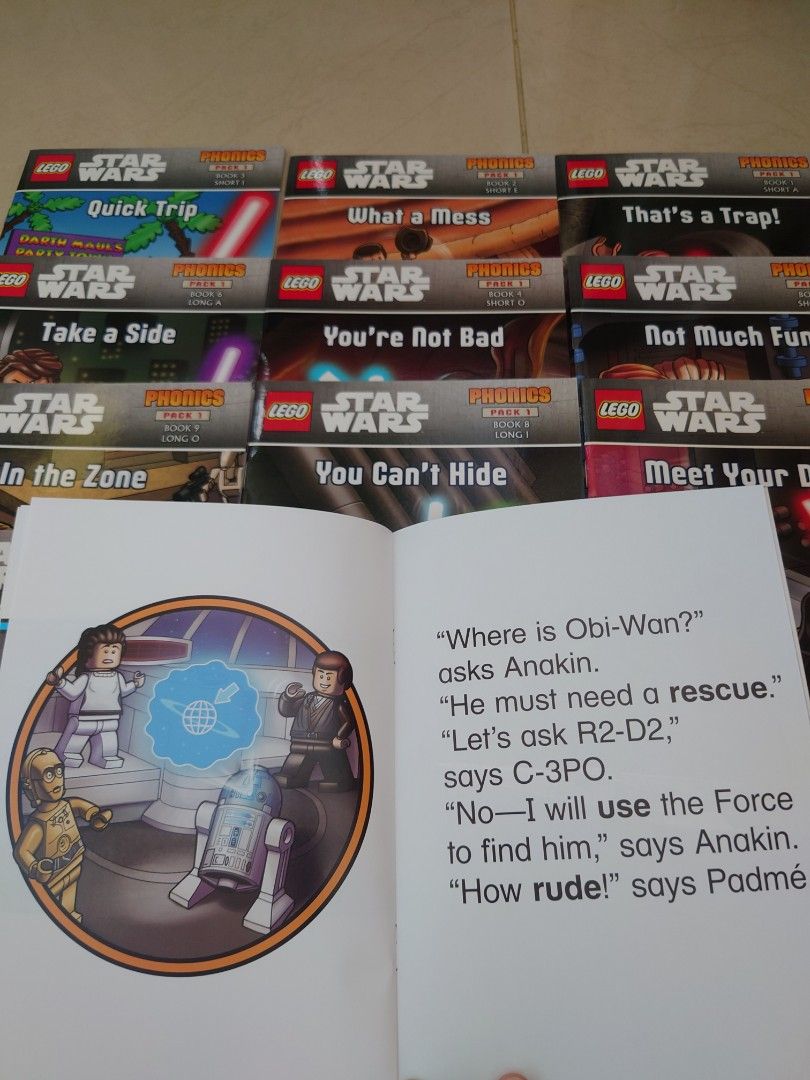 LEGO STAR WARS PHONICS
PACK 1
BOOK 3
SHORT I
Quick Trip
DARTH MAUL'S
LEGO STAR WARS PHONICS
PACK 1
BOOK 2
SHORT E
What a Mess
LEGO STAR WARS PHONICS
PACK 1
BOOK 1
SHORT A
That's a Trap!
LEGO STAR WARS PHONICS
PACK 1
BOOK 6
LONG A
Take a Side
LEGO STAR WARS PHONICS
PACK 1
BOOK 4
SHORT O
You're Not Bad
LEGO STAR WARS
Not Much Fun
STAR WARS PHONICS
PACK 1
BOOK 9
LONG O
In the Zone
LEGO STAR WARS PHONICS
PACK 1
BOOK 8
LONG I
You Can't Hide
LEGO STAR WARS
Meet Your D
“Where is Obi-Wan?”
asks Anakin.
“He must need a rescue.”
“Let's ask R2-D2,”
says C-3PO.
“No—I will use the Force
to find him,” says Anakin.
“How rude!” says Padmé